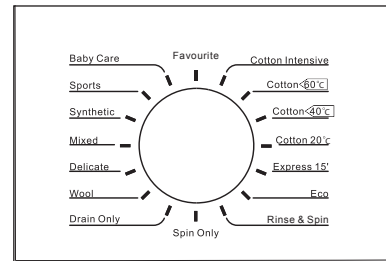 Favourite
Baby Care
Cotton Intensive
Sports
Cotton 60℃
Synthetic
Cotton 40℃
Mixed
Cotton 20℃
Delicate
Express 15'
Wool
Eco
Drain Only
Rinse & Spin
Spin Only